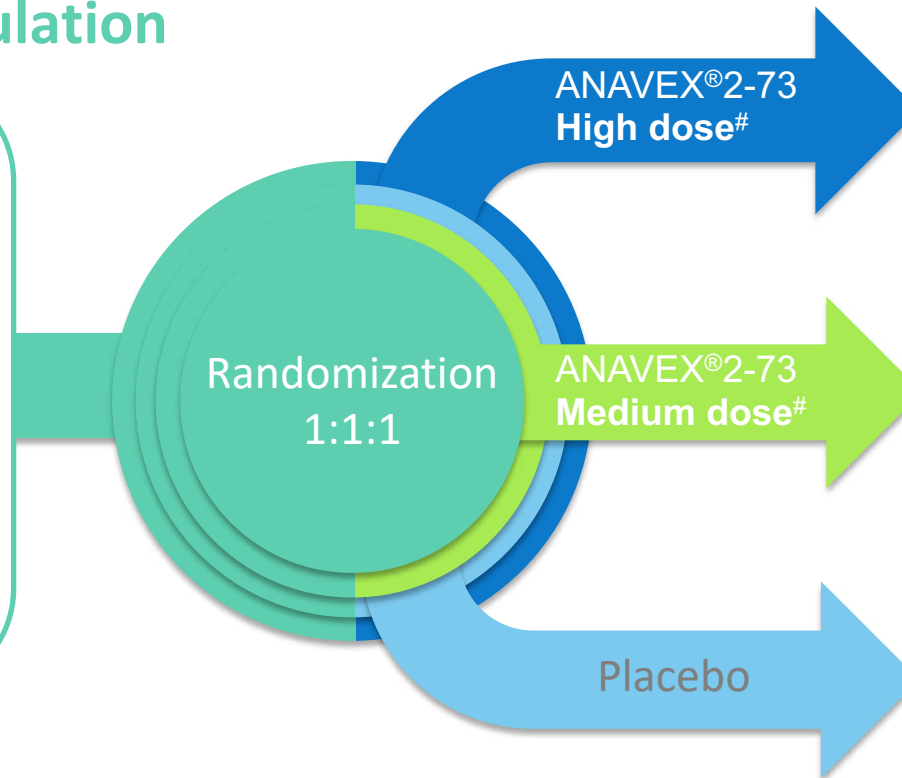 ulation
ANAVEX®2-73
High dose#
Randomization
1:1:1
ANAVEX®2-73
Medium dose#
Placebo